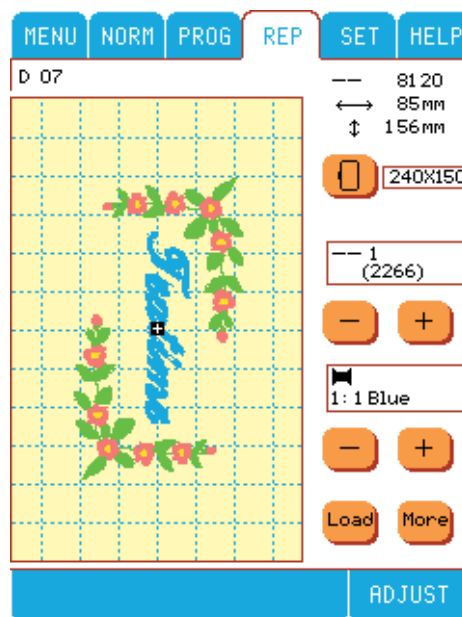 MENU NORM PROG REP SET HELP
D 07
8120
85MM
156MM
240X150
1
(2266)
− +
1:1 Blue
− +
Load More
ADJUST